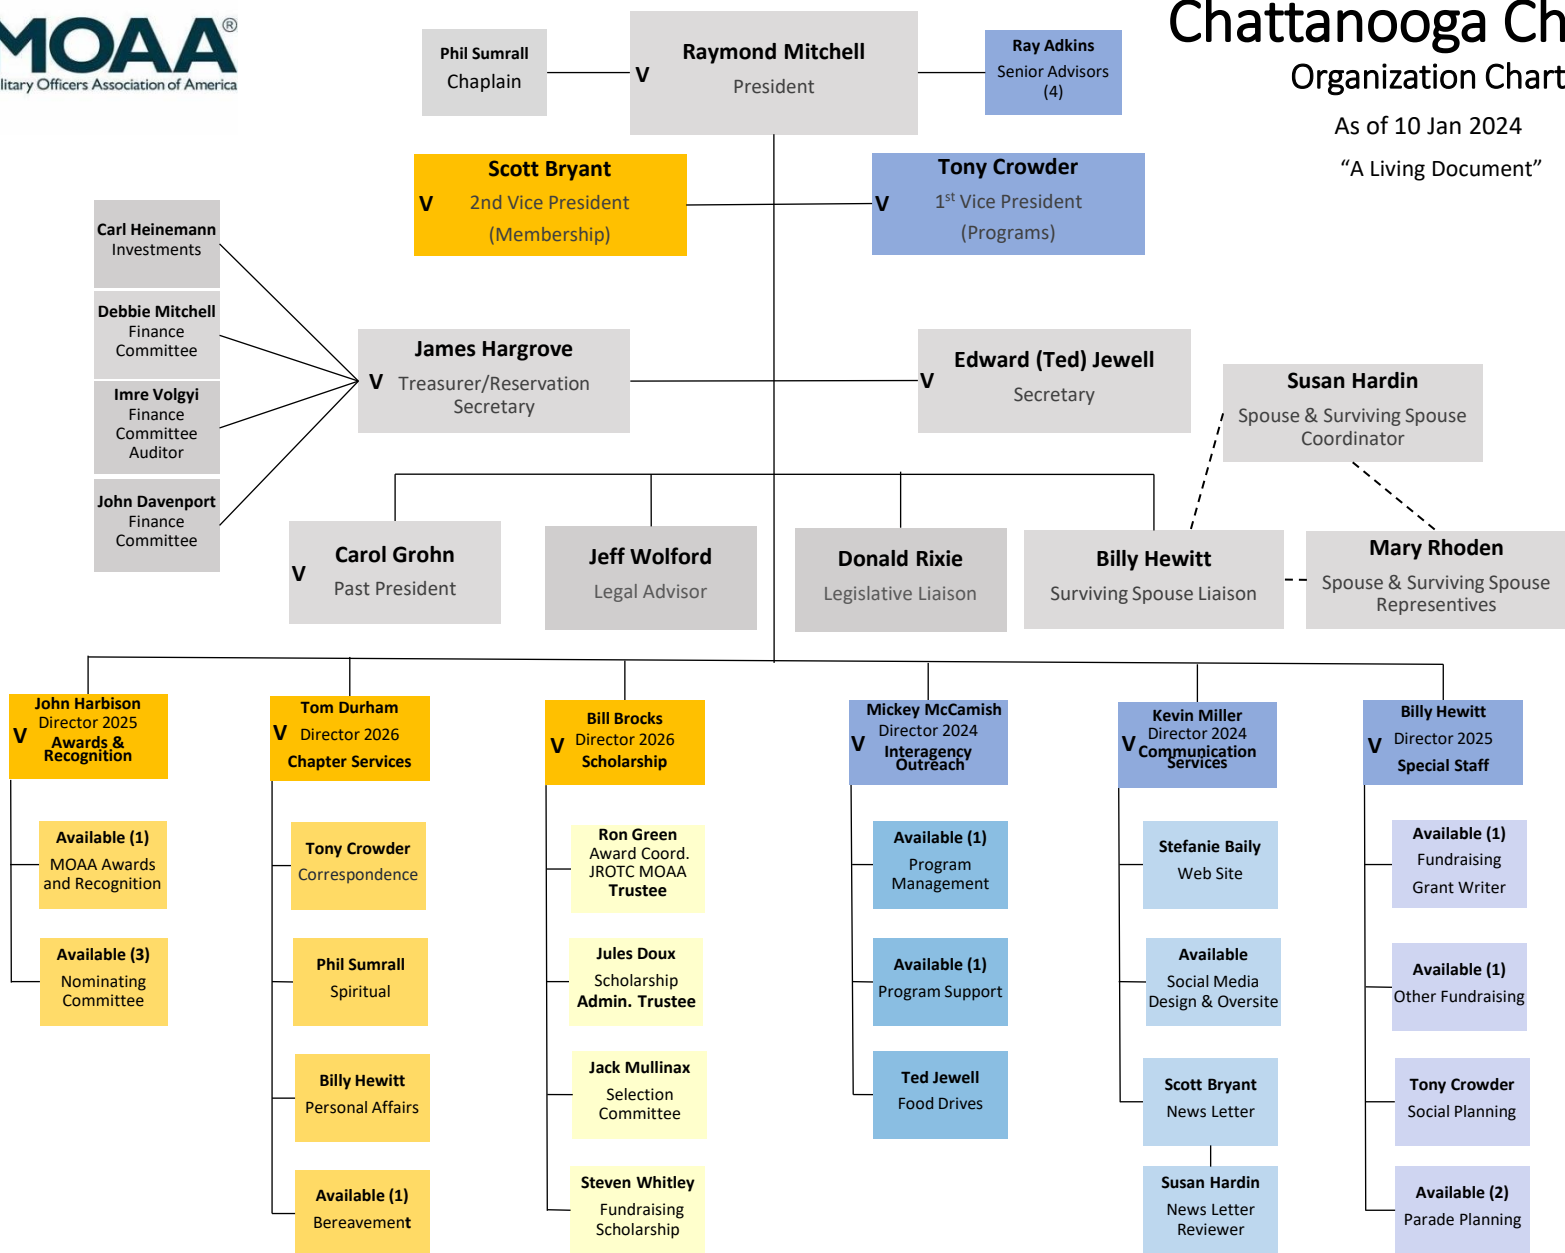 MOAA®
litary Officers Association of America
Chattanooga Ch
Organization Chart
As of 10 Jan 2024
“A Living Document”
Phil Sumrall
Chaplain
V
Raymond Mitchell
President
Ray Adkins
Senior Advisors
(4)
Scott Bryant
V
2nd Vice President
(Membership)
Tony Crowder
V
1st Vice President
(Programs)
Carl Heinemann
Investments
Debbie Mitchell
Finance
Committee
Imre Volgyi
Finance
Committee
Auditor
John Davenport
Finance
Committee
James Hargrove
V
Treasurer/Reservation
Secretary
Edward (Ted) Jewell
V
Secretary
Susan Hardin
Spouse & Surviving Spouse
Coordinator
Carol Grohn
V
Past President
Jeff Wolford
Legal Advisor
Donald Rixie
Legislative Liaison
Billy Hewitt
Surviving Spouse Liaison
Mary Rhoden
Spouse & Surviving Spouse
Representives
John Harbison
Director 2025
V
Awards &
Recognition
Available (1)
MOAA Awards
and Recognition
Available (3)
Nominating
Committee
Tom Durham
V
Director 2026
Chapter Services
Tony Crowder
Correspondence
Phil Sumrall
Spiritual
Billy Hewitt
Personal Affairs
Available (1)
Bereavement
Bill Brocks
V
Director 2026
Scholarship
Ron Green
Award Coord.
JROTC MOAA
Trustee
Jules Doux
Scholarship
Admin. Trustee
Jack Mullinax
Selection
Committee
Steven Whitley
Fundraising
Scholarship
Mickey McCamish
Director 2024
V
Interagency
Outreach
Available (1)
Program
Management
Available (1)
Program Support
Ted Jewell
Food Drives
Kevin Miller
Director 2024
V
Communication
Services
Stefanie Baily
Web Site
Available
Social Media
Design & Oversite
Scott Bryant
News Letter
Susan Hardin
News Letter
Reviewer
Billy Hewitt
V
Director 2025
Special Staff
Available (1)
Fundraising
Grant Writer
Available (1)
Other Fundraising
Tony Crowder
Social Planning
Available (2)
Parade Planning